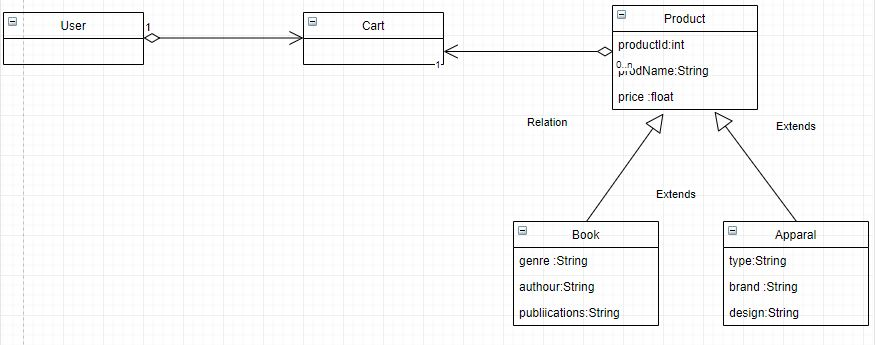 User
1
Cart
1
Product
productId:int
0..n
prodName:String
price :float
Relation
Extends
Extends
Book
genre :String
authour:String
publiications:String
Apparal
type:String
brand :String
design:String